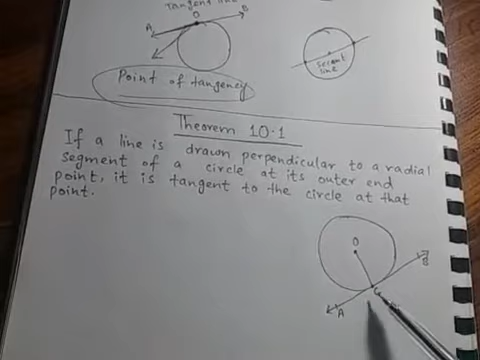 Tangent line
O
B
A
secant
line
Point of tangency
Theorem 10.1
If a line is drawn perpendicular to a radial
segment of a circle at its outer end
point, it is tangent to the circle at that
point.
O
B
C
A